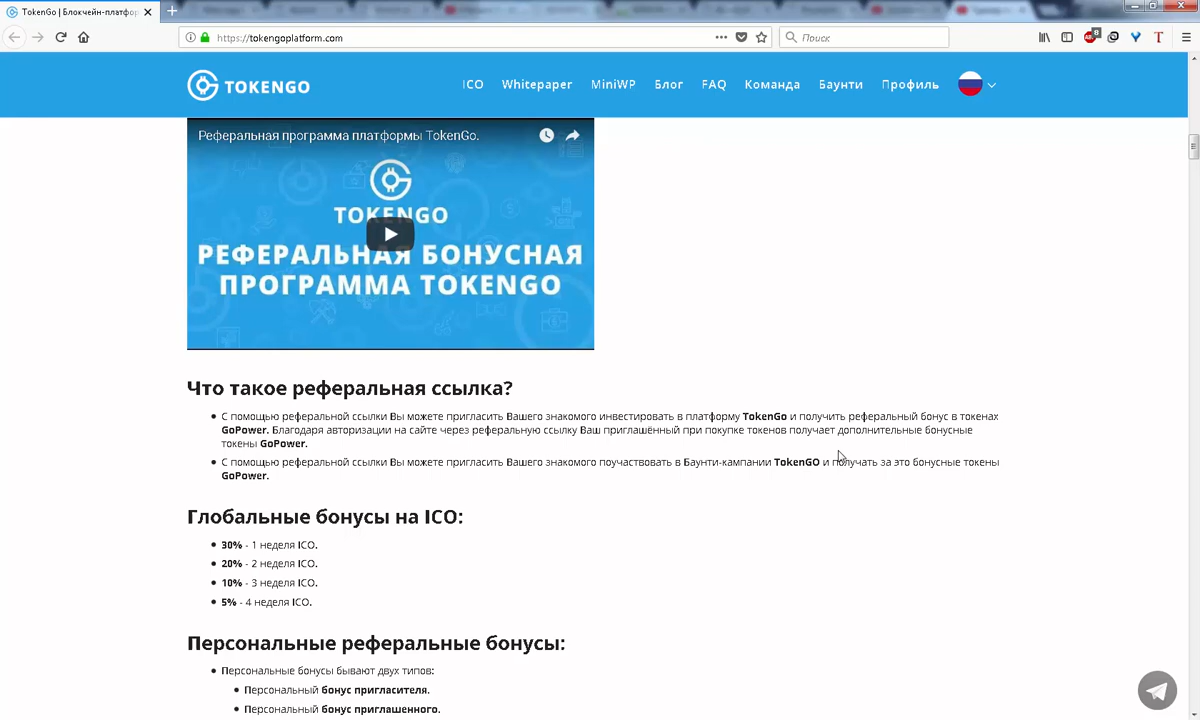 TokenGo | Блокчейн-платфор
https://tokengoplatform.com
Поиск
8
TOKENGO
ICO Whitepaper MiniWP Блог FAQ Команда Баунти Профиль
Реферальная программа платформы TokenGo.
TOKENGO
РЕФЕРАЛЬНАЯ БОНУСНАЯ
ПРОГРАММА TOKENGO
Что такое реферальная ссылка?
С помощью реферальной ссылки Вы можете пригласить Вашего знакомого инвестировать в платформу TokenGo и получить реферальный бонус в токенах
GoPower. Благодаря авторизации на сайте через реферальную ссылку Ваш приглашённый при покупке токенов получает дополнительные бонусные
токены GoPower.
С помощью реферальной ссылки Вы можете пригласить Вашего знакомого поучаствовать в Баунти-кампании TokenGO и получать за это бонусные токены
GoPower.
Глобальные бонусы на ICO:
30% - 1 неделя ICO.
20% - 2 неделя ICO.
10% - 3 неделя ICO.
5% - 4 неделя ICO.
Персональные реферальные бонусы:
Персональные бонусы бывают двух типов:
Персональный бонус пригласителя.
Персональный бонус приглашенного.